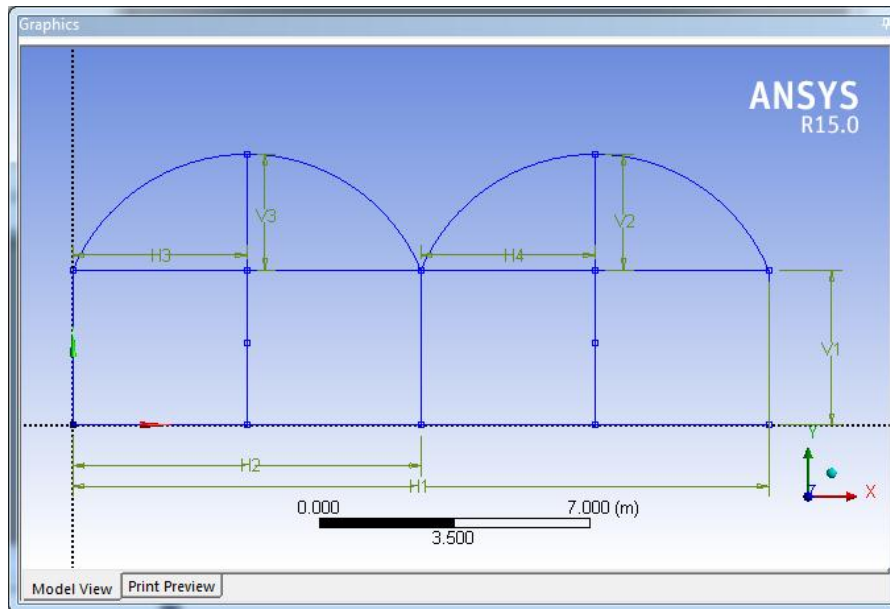 Graphics
ANSYS
R15.0
V3
V2
H3
H4
V1
H2
H1
Y
Z
X
0.000
7.000 (m)
3.500
Model View
Print Preview